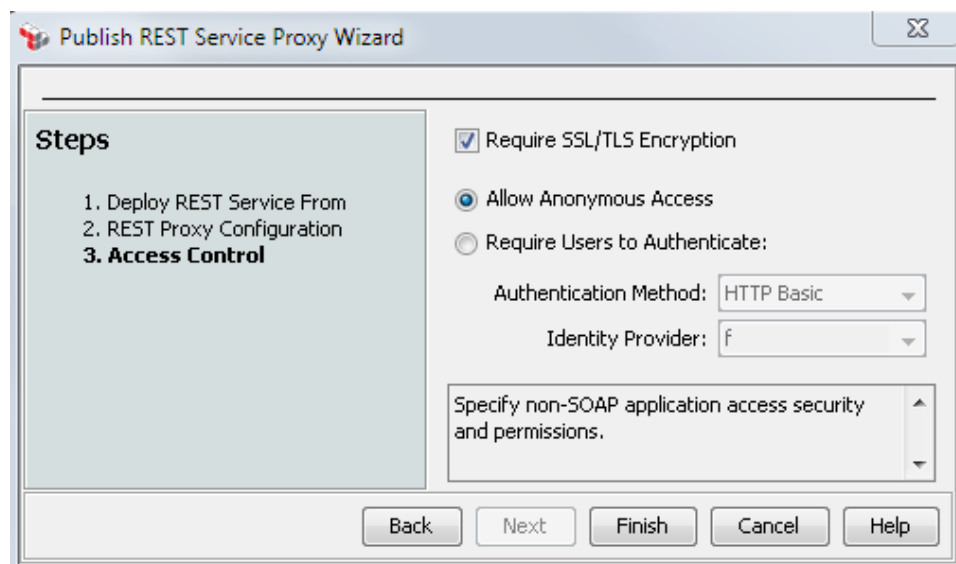 Publish REST Service Proxy Wizard
Steps
1. Deploy REST Service From
2. REST Proxy Configuration
3. Access Control
Require SSL/TLS Encryption
Allow Anonymous Access
Require Users to Authenticate:
Authentication Method: HTTP Basic
Identity Provider: f
Specify non-SOAP application access security
and permissions.
Back Next Finish Cancel Help